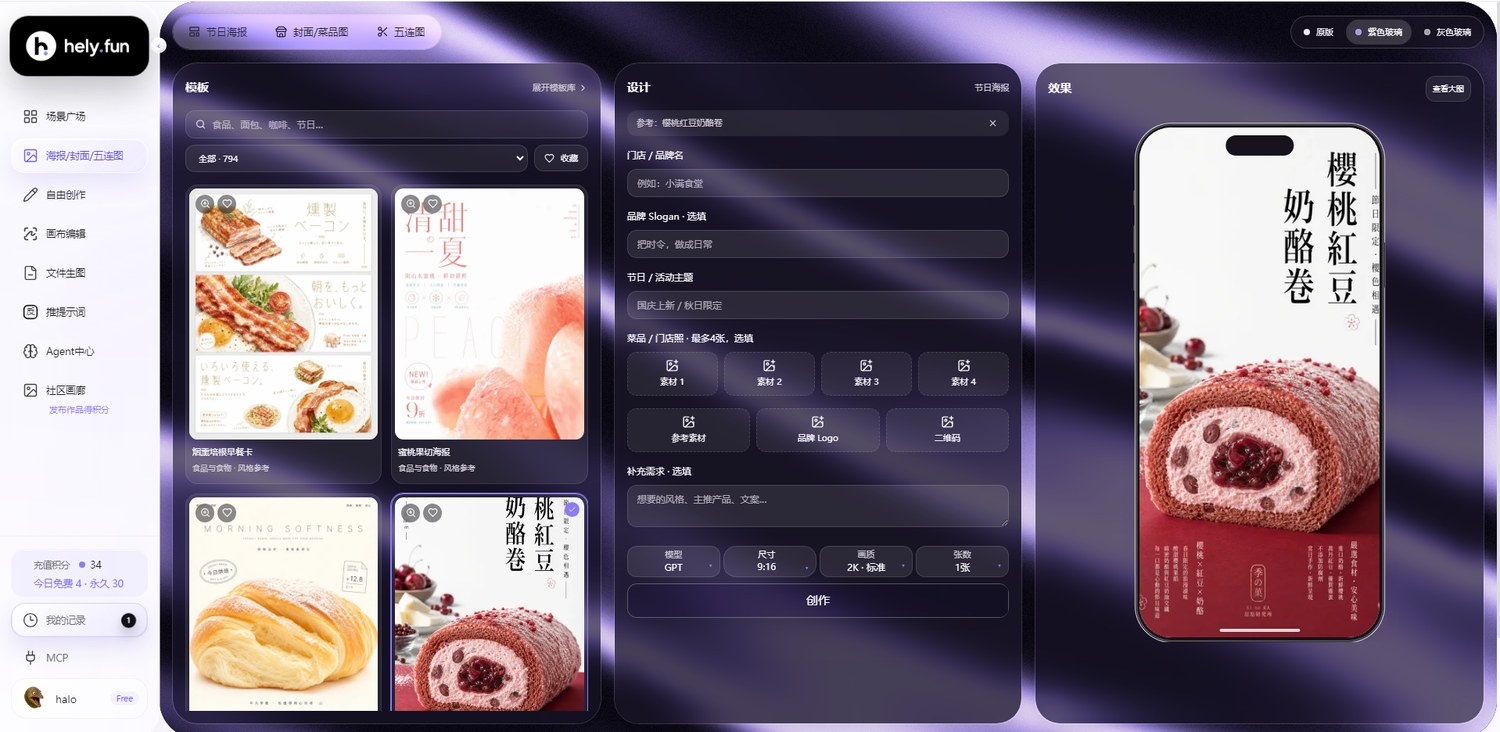 hely.fun
场景广场
海报/封面/五连图
自由创作
画布编辑
文件生图
推提示词
Agent中心
社区画廊
发布作品得积分
充值积分 34
今日免费 4 · 永久 30
我的记录 1
MCP
halo Free
节日海报 封面/菜品图 五连图
原版 紫色玻璃 灰色玻璃
模板 展开模板库
食品、面包、咖啡、节日...
全部 · 794 收藏
燻製
ベーコン
朝を、もっと
おいしく。
いろいろ使える、
燻製ベーコン。
烟熏培根早餐卡
食品与食物 · 风格参考
清甜
一夏
PEAC
NEW!
9折
蜜桃果切海报
食品与食物 · 风格参考
MORNING SOFTNESS
12.8
桃紅豆
奶酪卷
设计 节日海报
参考：樱桃红豆奶酪卷
门店 / 品牌名
例如：小满食堂
品牌 Slogan · 选填
把时令，做成日常
节日 / 活动主题
国庆上新 / 秋日限定
菜品 / 门店照 · 最多4张，选填
素材 1 素材 2 素材 3 素材 4
参考素材 品牌 Logo 二维码
补充需求 · 选填
想要的风格、主推产品、文案...
模型 尺寸 画质 张数
GPT 9:16 2K · 标准 1张
创作
效果 查看大图
櫻桃紅豆
奶酪卷
節日限定 · 櫻色相遇
嚴選食材 · 安心美味
季の菓
櫻桃×紅豆×奶酪